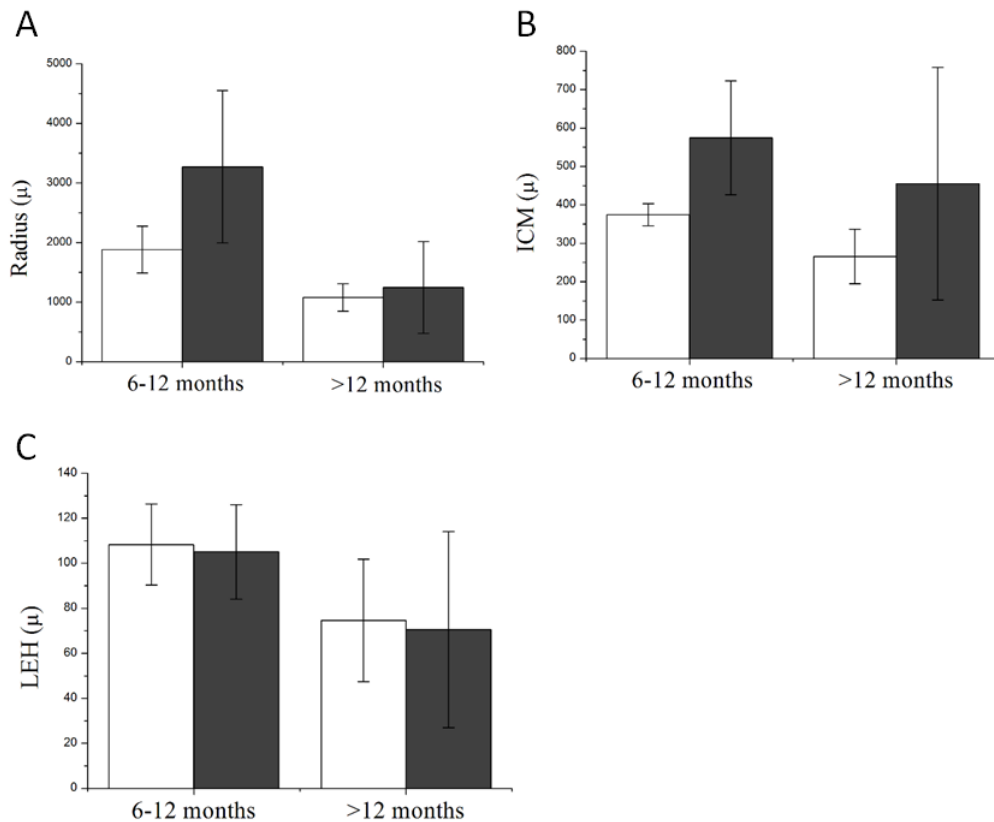 A
Radius (μ)
5000
4000
3000
2000
1000
0
6-12 months
>12 months
B
ICM (μ)
800
700
600
500
400
300
200
100
0
6-12 months
>12 months
C
LEH (μ)
140
120
100
80
60
40
20
0
6-12 months
>12 months